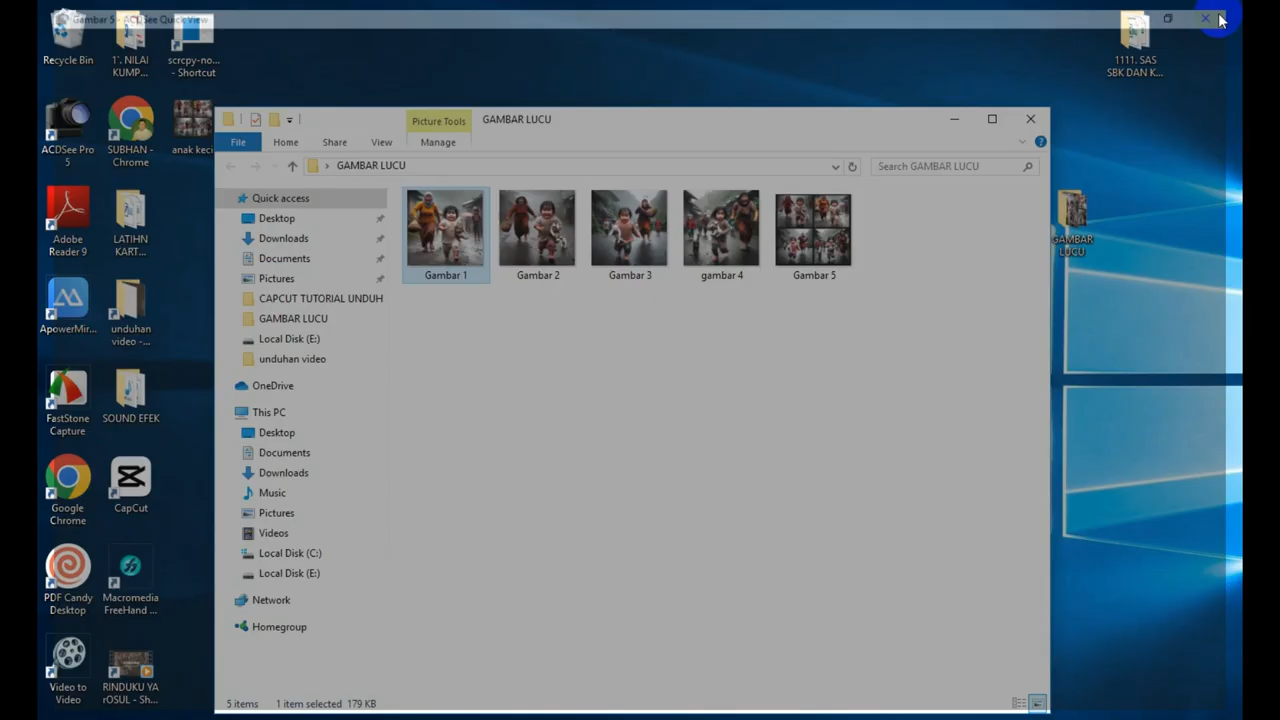 Gambar 5 - ACDSee Quick View
Recycle Bin
1'. NILAI
KUMP...
scrcpy-no...
- Shortcut
1111. SAS
SBK DAN K...
ACDSee Pro
5
SUBHAN -
Chrome
anak keci
Adobe
Reader 9
LATIHN
KART...
ApowerMir...
unduhan
video -...
FastStone
Capture
SOUND EFEK
Google
Chrome
CapCut
PDF Candy
Desktop
Macromedia
FreeHand ...
Video to
Video
RINDUKU YA
rOSUL - Sh...
GAMBAR
LUCU
Picture Tools
GAMBAR LUCU
File
Home
Share
View
Manage
GAMBAR LUCU
Search GAMBAR LUCU
Quick access
Desktop
Downloads
Documents
Pictures
CAPCUT TUTORIAL UNDUH
GAMBAR LUCU
Local Disk (E:)
unduhan video
OneDrive
This PC
Desktop
Documents
Downloads
Music
Pictures
Videos
Local Disk (C:)
Local Disk (E:)
Network
Homegroup
Gambar 1
Gambar 2
Gambar 3
gambar 4
Gambar 5
5 items
1 item selected 179 KB